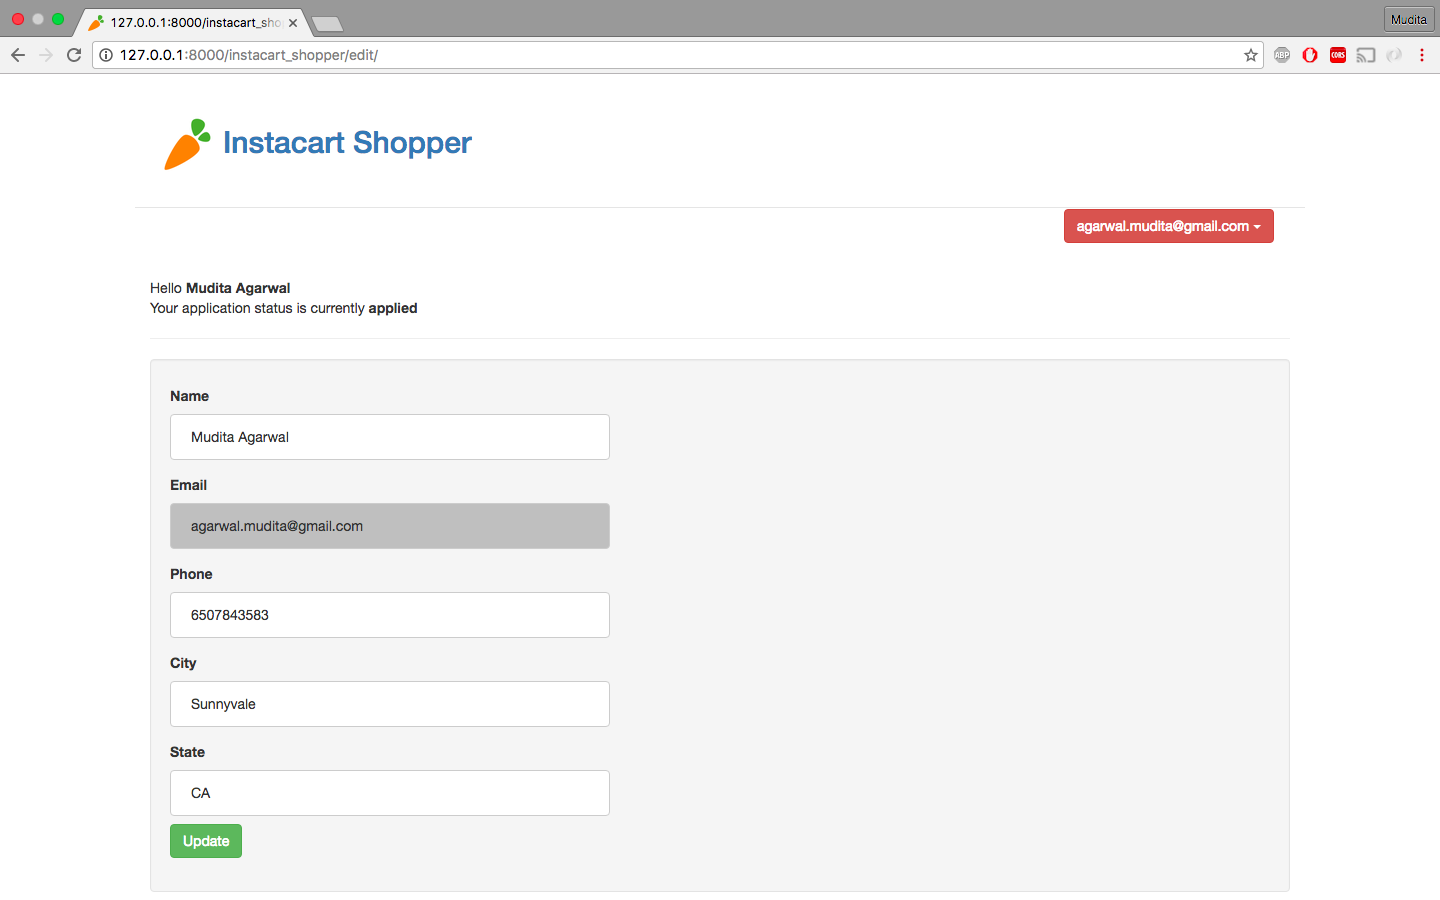 127.0.0.1:8000/instacart_sho
Mudita
127.0.0.1:8000/instacart_shopper/edit/
ABP
CORS
Instacart Shopper
agarwal.mudita@gmail.com
Hello Mudita Agarwal
Your application status is currently applied
Name
Mudita Agarwal
Email
agarwal.mudita@gmail.com
Phone
6507843583
City
Sunnyvale
State
CA
Update